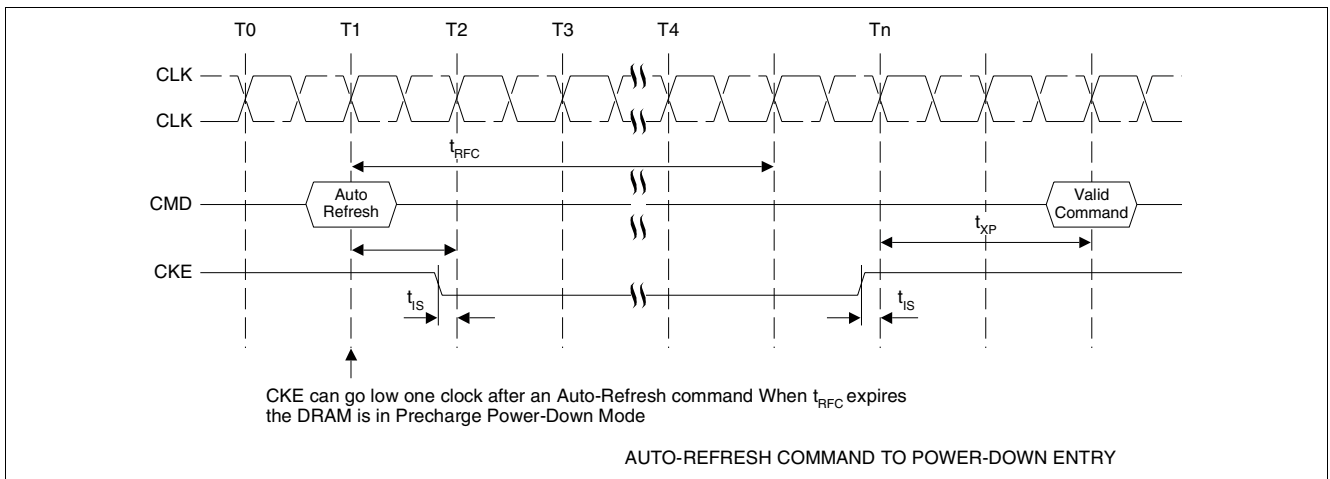 T0 T1 T2 T3 T4 Tn
CLK
CLK
tRFC
CMD
Auto
Refresh
Valid
Command
tXP
CKE
tIS
tIS
CKE can go low one clock after an Auto-Refresh command When tRFC expires
the DRAM is in Precharge Power-Down Mode
AUTO-REFRESH COMMAND TO POWER-DOWN ENTRY